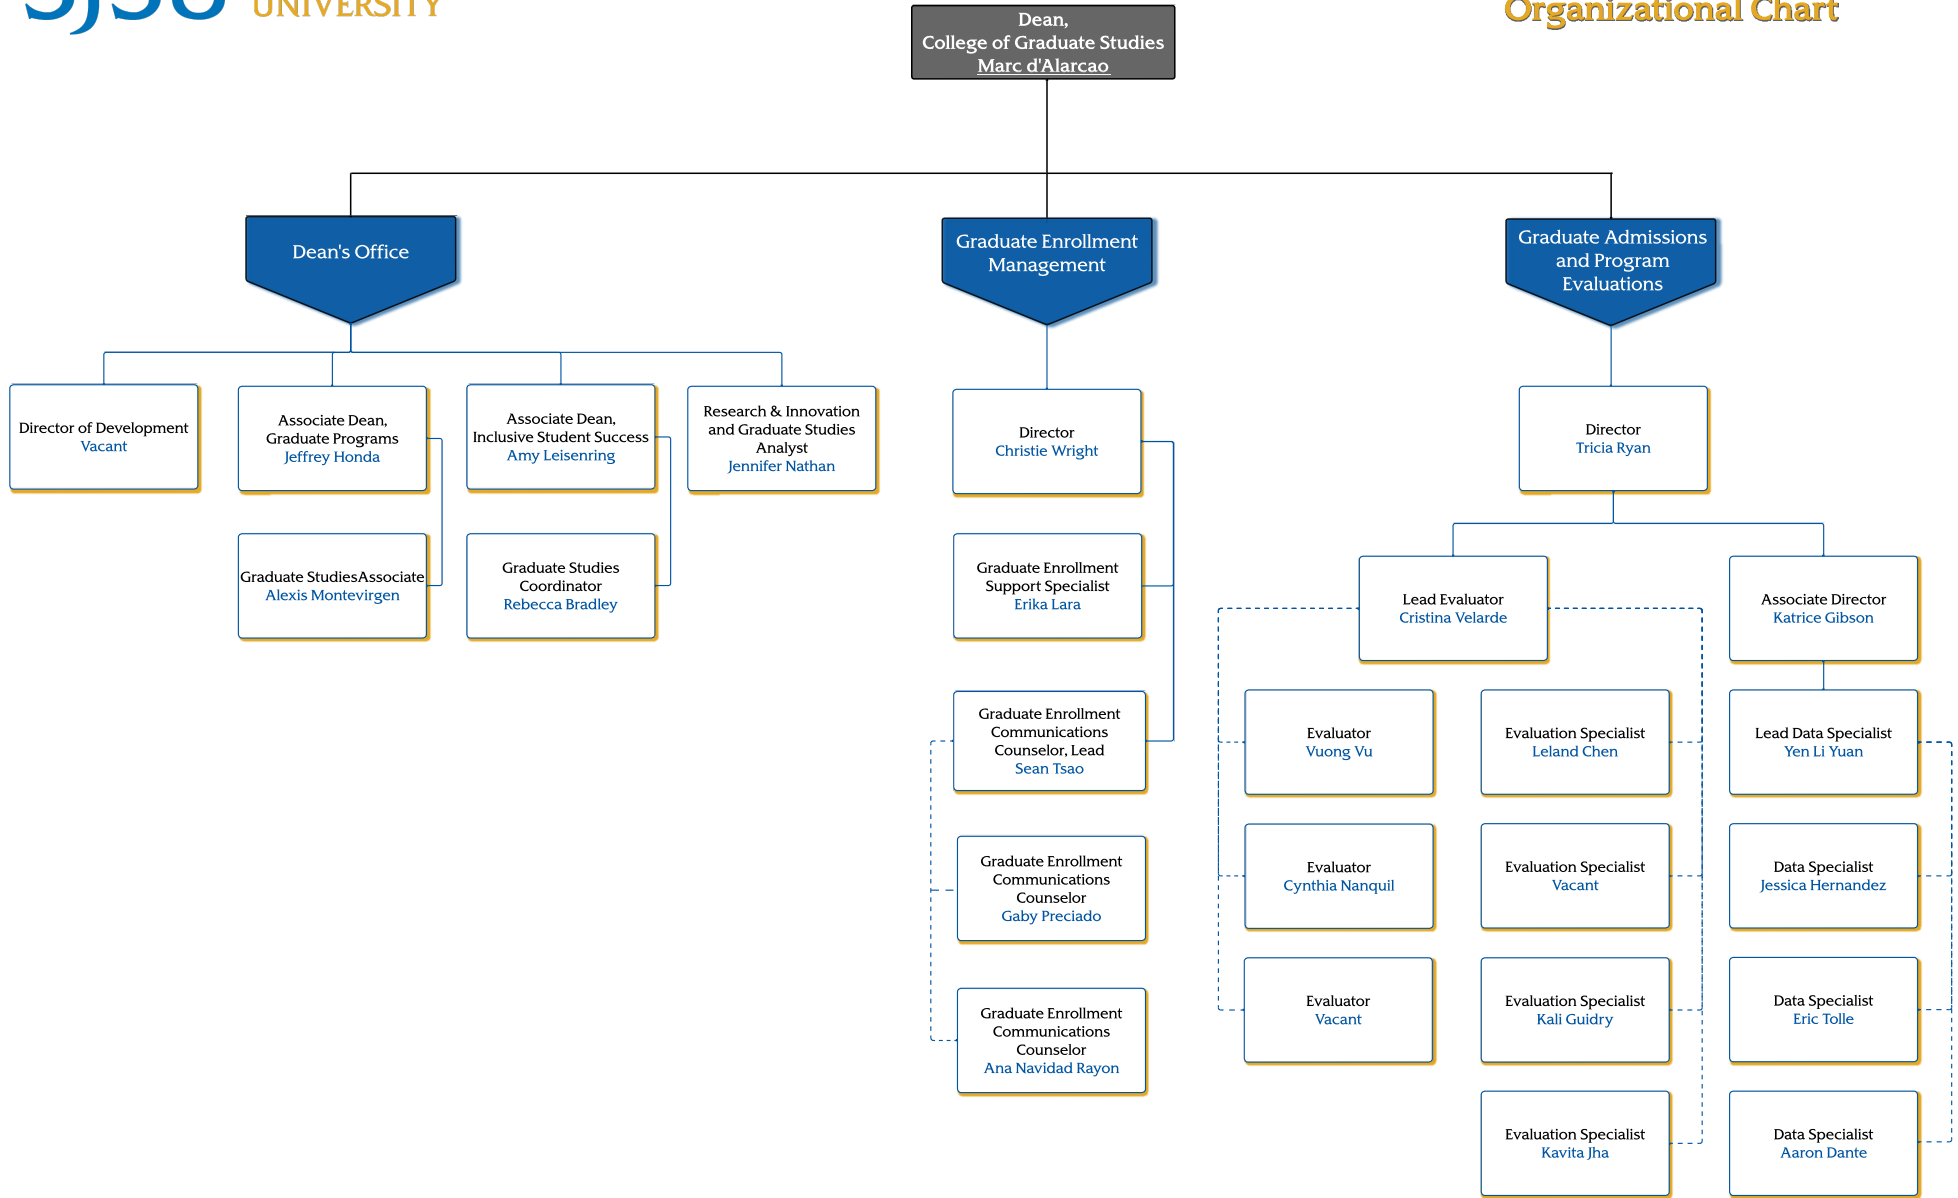 SJSU UNIVERSITY
Organizational Chart
Dean,
College of Graduate Studies
Marc d'Alarcao
Dean's Office
Graduate Enrollment
Management
Graduate Admissions
and Program
Evaluations
Director of Development
Vacant
Associate Dean,
Graduate Programs
Jeffrey Honda
Associate Dean,
Inclusive Student Success
Amy Leisenring
Research & Innovation
and Graduate Studies
Analyst
Jennifer Nathan
Director
Christie Wright
Director
Tricia Ryan
Graduate StudiesAssociate
Alexis Montevirgen
Graduate Studies
Coordinator
Rebecca Bradley
Graduate Enrollment
Support Specialist
Erika Lara
Lead Evaluator
Cristina Velarde
Associate Director
Katrice Gibson
Graduate Enrollment
Communications
Counselor, Lead
Sean Tsao
Evaluator
Vuong Vu
Evaluation Specialist
Leland Chen
Lead Data Specialist
Yen Li Yuan
Graduate Enrollment
Communications
Counselor
Gaby Preciado
Evaluator
Cynthia Nanquil
Evaluation Specialist
Vacant
Data Specialist
Jessica Hernandez
Graduate Enrollment
Communications
Counselor
Ana Navidad Rayon
Evaluator
Vacant
Evaluation Specialist
Kali Guidry
Data Specialist
Eric Tolle
Evaluation Specialist
Kavita Jha
Data Specialist
Aaron Dante